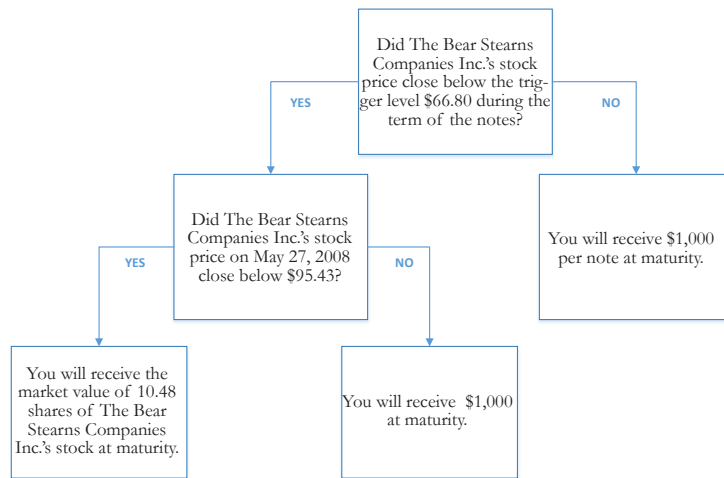 Did The Bear Stearns
Companies Inc.'s stock
price close below the trig-
ger level $66.80 during the
term of the notes?
YES
NO
Did The Bear Stearns
Companies Inc.'s stock
price on May 27, 2008
close below $95.43?
You will receive $1,000
per note at maturity.
YES
NO
You will receive the
market value of 10.48
shares of The Bear
Stearns Companies
Inc.'s stock at maturity.
You will receive $1,000
at maturity.